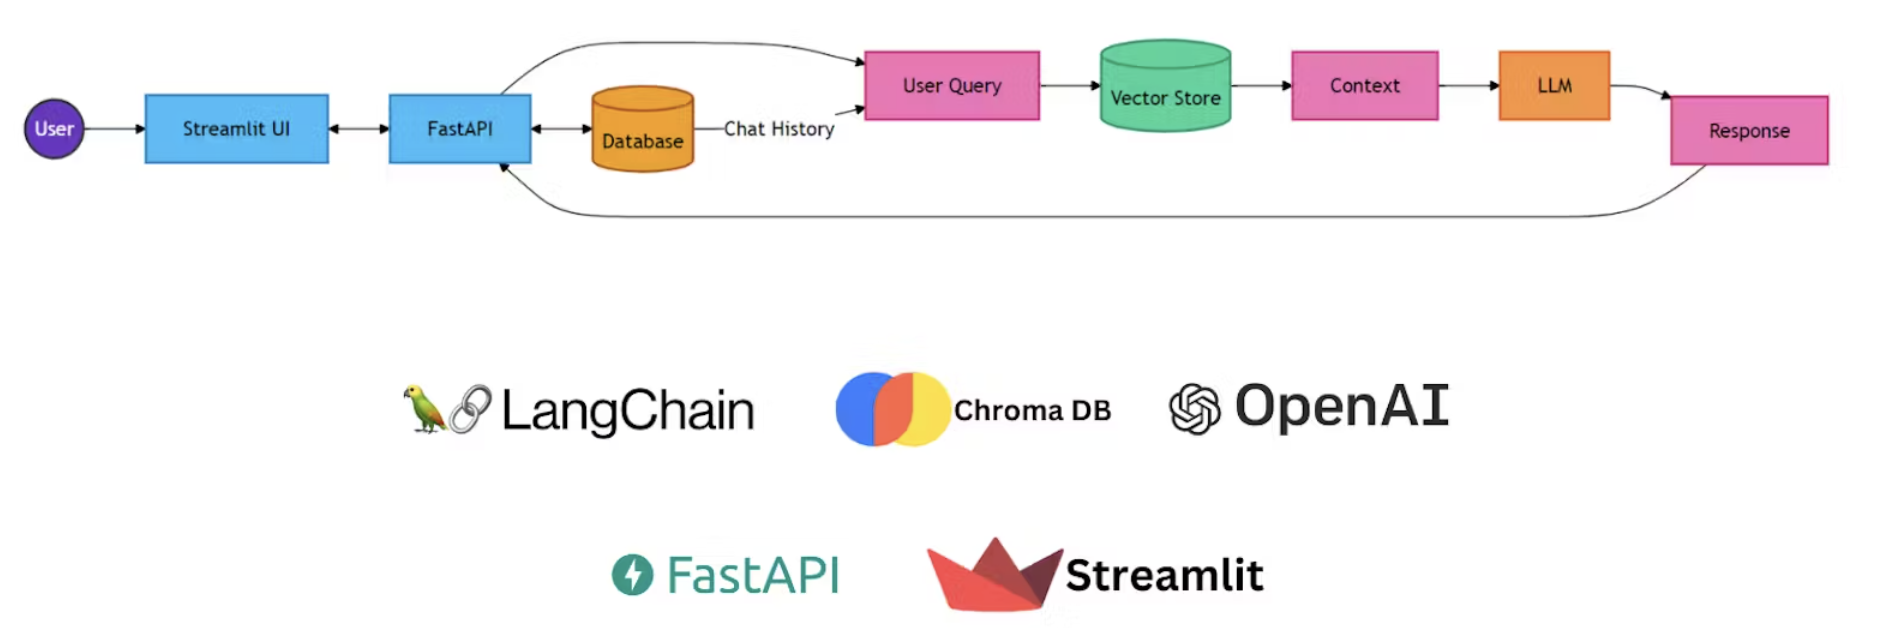 User
Streamlit UI
FastAPI
Database
Chat History
User Query
Vector Store
Context
LLM
Response
LangChain
Chroma DB
OpenAI
FastAPI
Streamlit